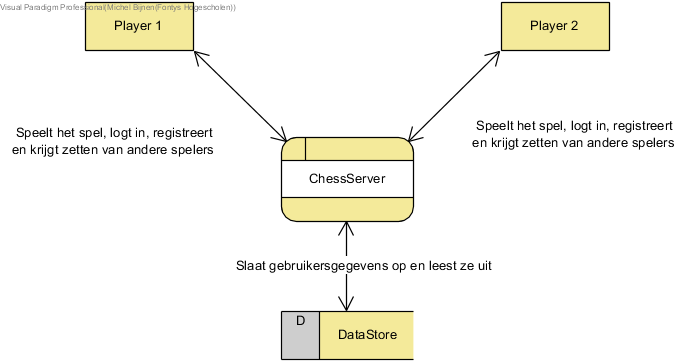 Visual Paradigm Professional(Michel Bijnen(Fontys Hogescholen))
Player 1
Player 2
Speelt het spel, logt in, registreert
en krijgt zetten van andere spelers
Speelt het spel, logt in, registreert
en krijgt zetten van andere spelers
ChessServer
Slaat gebruikersgegevens op en leest ze uit
D
DataStore